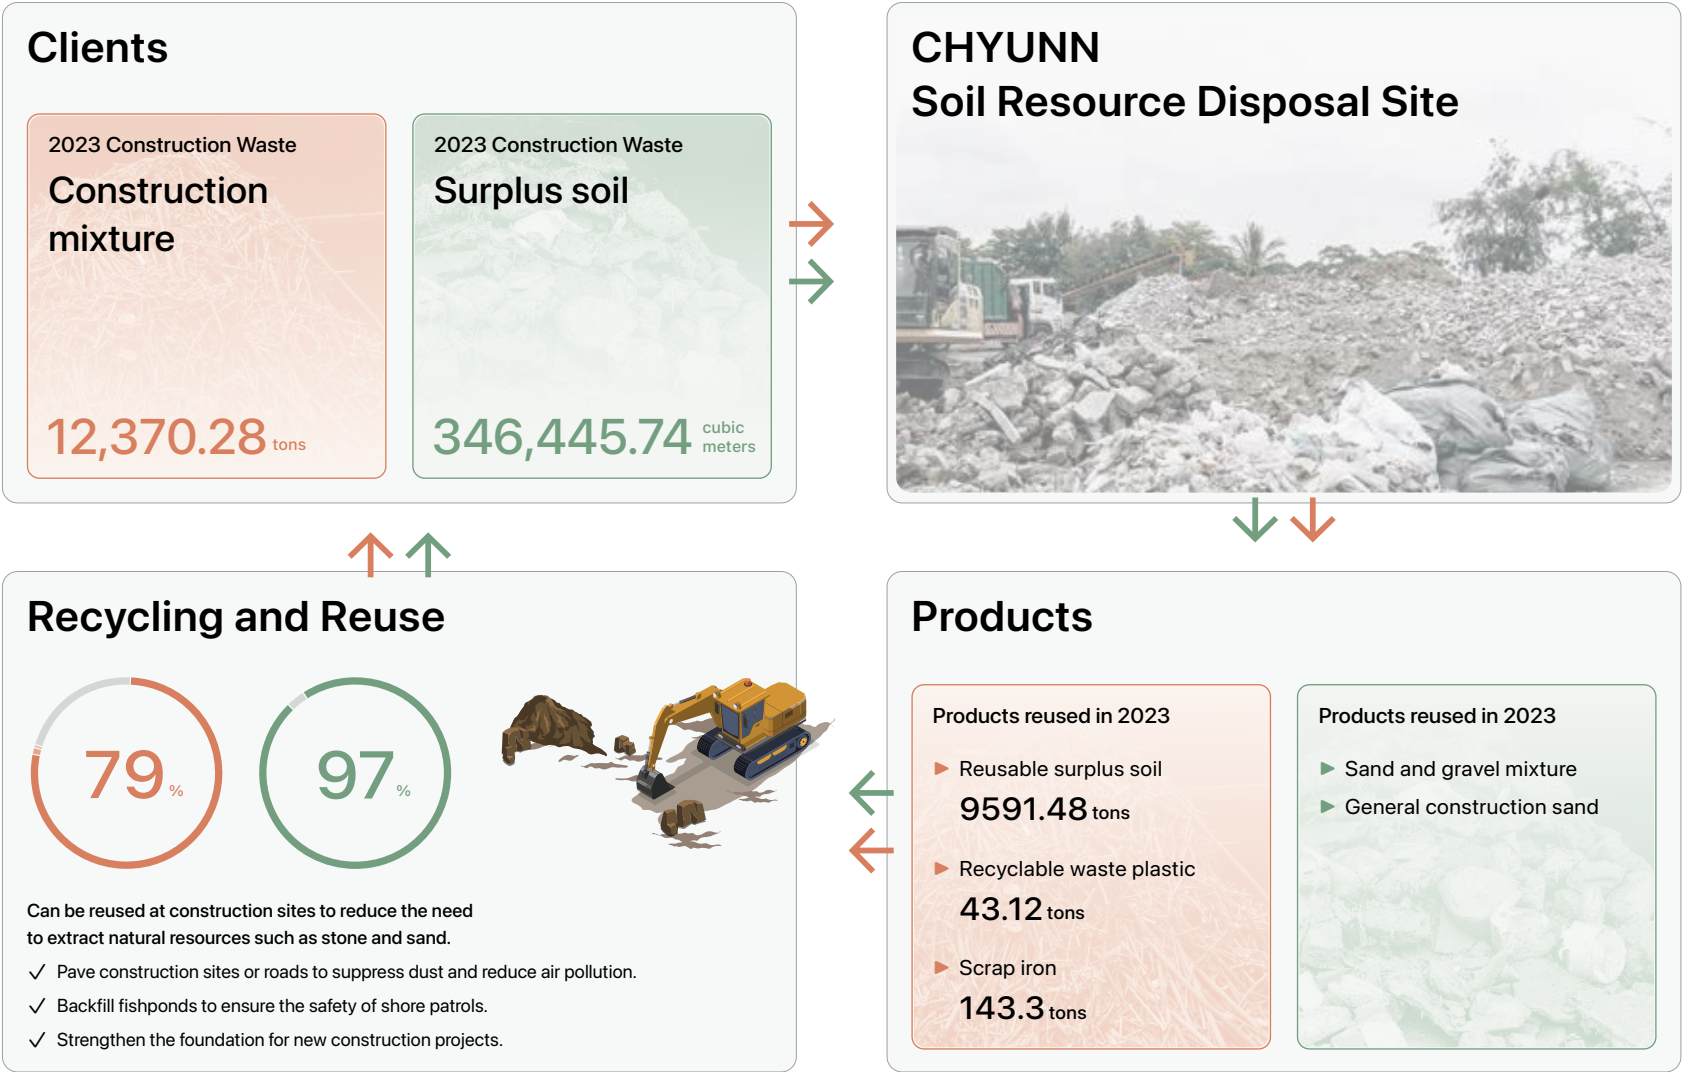 Clients
2023 Construction Waste
Construction
mixture
12,370.28 tons
2023 Construction Waste
Surplus soil
346,445.74 cubic
meters
CHYUNN
Soil Resource Disposal Site
Recycling and Reuse
79 %
97 %
Can be reused at construction sites to reduce the need
to extract natural resources such as stone and sand.
✓ Pave construction sites or roads to suppress dust and reduce air pollution.
✓ Backfill fishponds to ensure the safety of shore patrols.
✓ Strengthen the foundation for new construction projects.
Products
Products reused in 2023
Reusable surplus soil
9591.48 tons
Recyclable waste plastic
43.12 tons
Scrap iron
143.3 tons
Products reused in 2023
Sand and gravel mixture
General construction sand